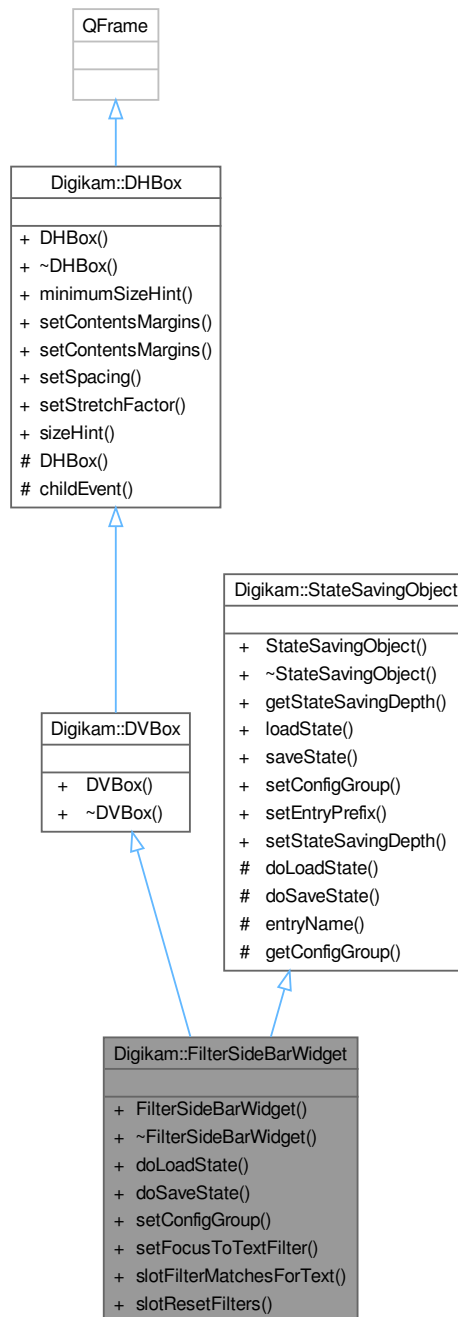 QFrame
Digikam::DHBox
+ DHBox()
+ ~DHBox()
+ minimumSizeHint()
+ setContentsMargins()
+ setContentsMargins()
+ setSpacing()
+ setStretchFactor()
+ sizeHint()
# DHBox()
# childEvent()
Digikam::StateSavingObject
+ StateSavingObject()
+ ~StateSavingObject()
+ getStateSavingDepth()
+ loadState()
+ saveState()
+ setConfigGroup()
+ setEntryPrefix()
+ setStateSavingDepth()
# doLoadState()
# doSaveState()
# entryName()
# getConfigGroup()
Digikam::DVBox
+ DVBox()
+ ~DVBox()
Digikam::FilterSideBarWidget
+ FilterSideBarWidget()
+ ~FilterSideBarWidget()
+ doLoadState()
+ doSaveState()
+ setConfigGroup()
+ setFocusToTextFilter()
+ slotFilterMatchesForText()
+ slotResetFilters()